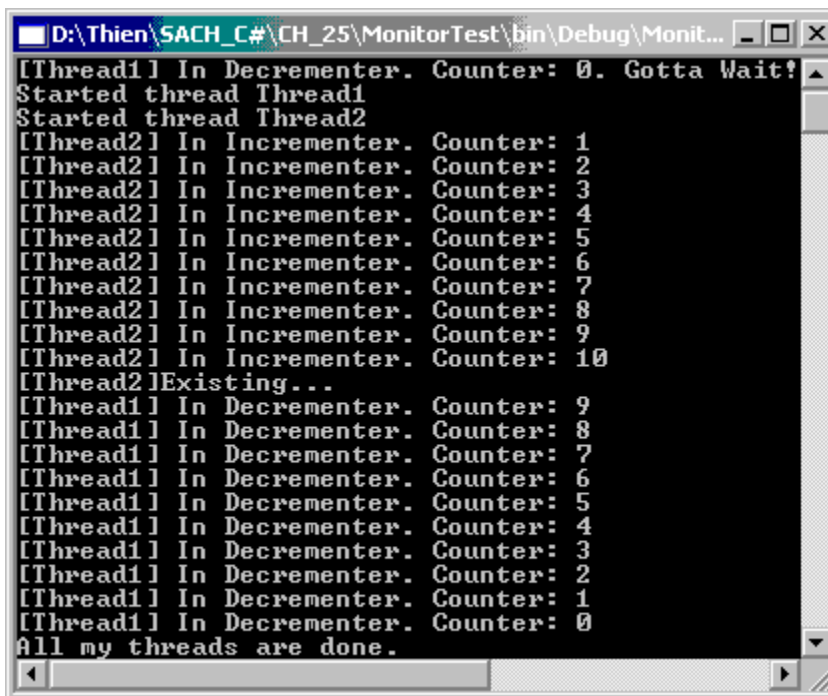 D:\Thien\SACH_C#\CH_25\MonitorTest\bin\Debug\Monit...
[Thread1] In Decrementer. Counter: 0. Gotta Wait!
Started thread Thread1
Started thread Thread2
[Thread2] In Incrementer. Counter: 1
[Thread2] In Incrementer. Counter: 2
[Thread2] In Incrementer. Counter: 3
[Thread2] In Incrementer. Counter: 4
[Thread2] In Incrementer. Counter: 5
[Thread2] In Incrementer. Counter: 6
[Thread2] In Incrementer. Counter: 7
[Thread2] In Incrementer. Counter: 8
[Thread2] In Incrementer. Counter: 9
[Thread2] In Incrementer. Counter: 10
[Thread2]Existing...
[Thread1] In Decrementer. Counter: 9
[Thread1] In Decrementer. Counter: 8
[Thread1] In Decrementer. Counter: 7
[Thread1] In Decrementer. Counter: 6
[Thread1] In Decrementer. Counter: 5
[Thread1] In Decrementer. Counter: 4
[Thread1] In Decrementer. Counter: 3
[Thread1] In Decrementer. Counter: 2
[Thread1] In Decrementer. Counter: 1
[Thread1] In Decrementer. Counter: 0
All my threads are done.